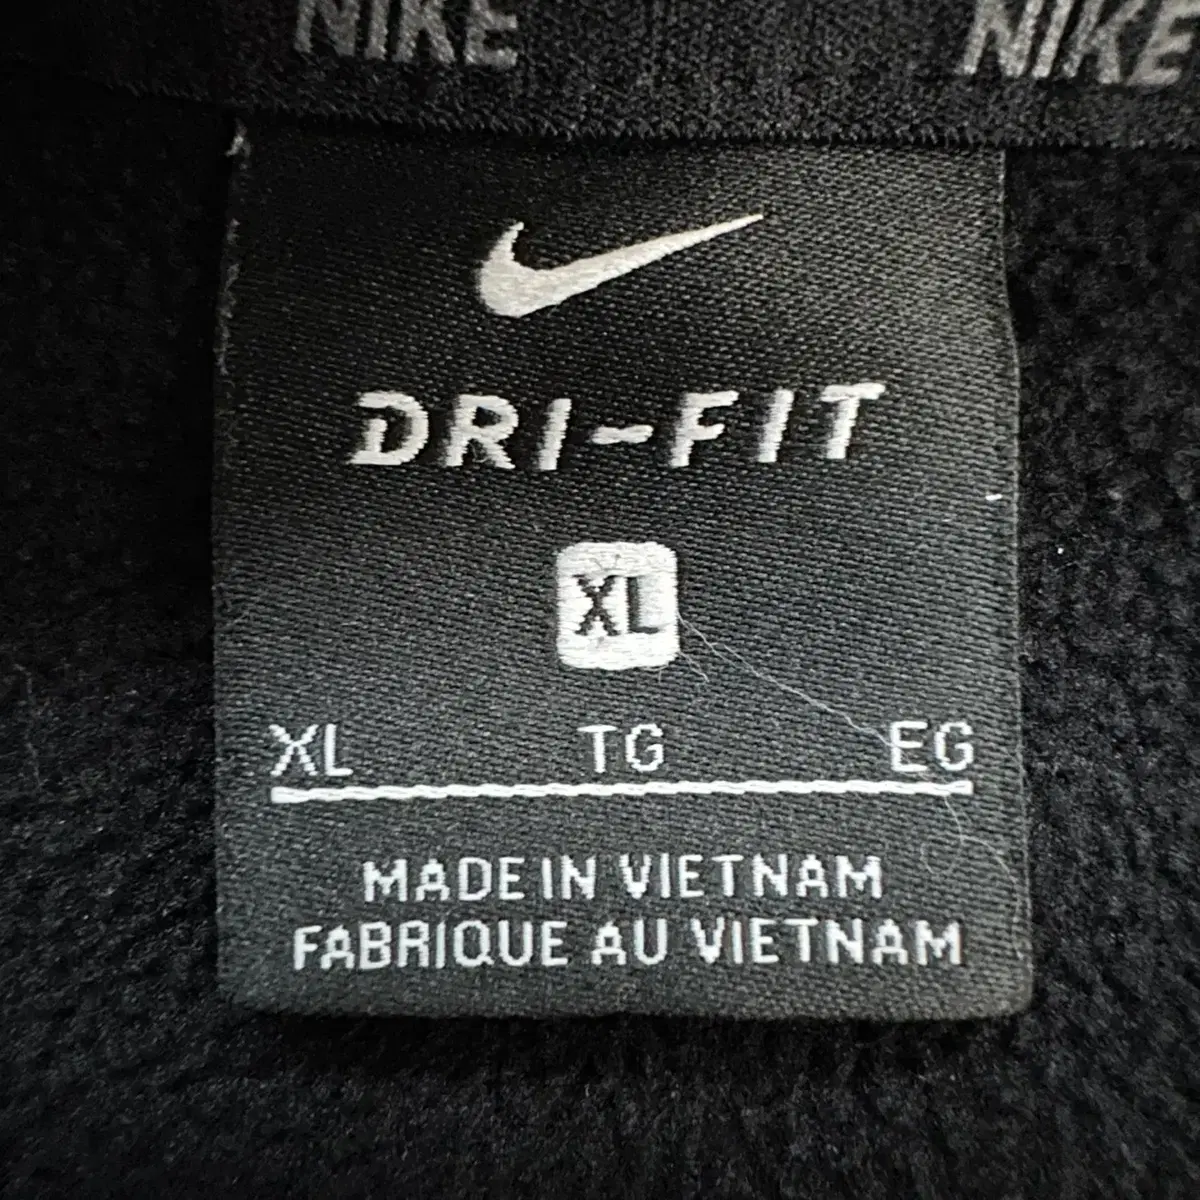 NIKE NIKE
DRI-FIT
XL
XL TG EG
MADE IN VIETNAM
FABRIQUE AU VIETNAM